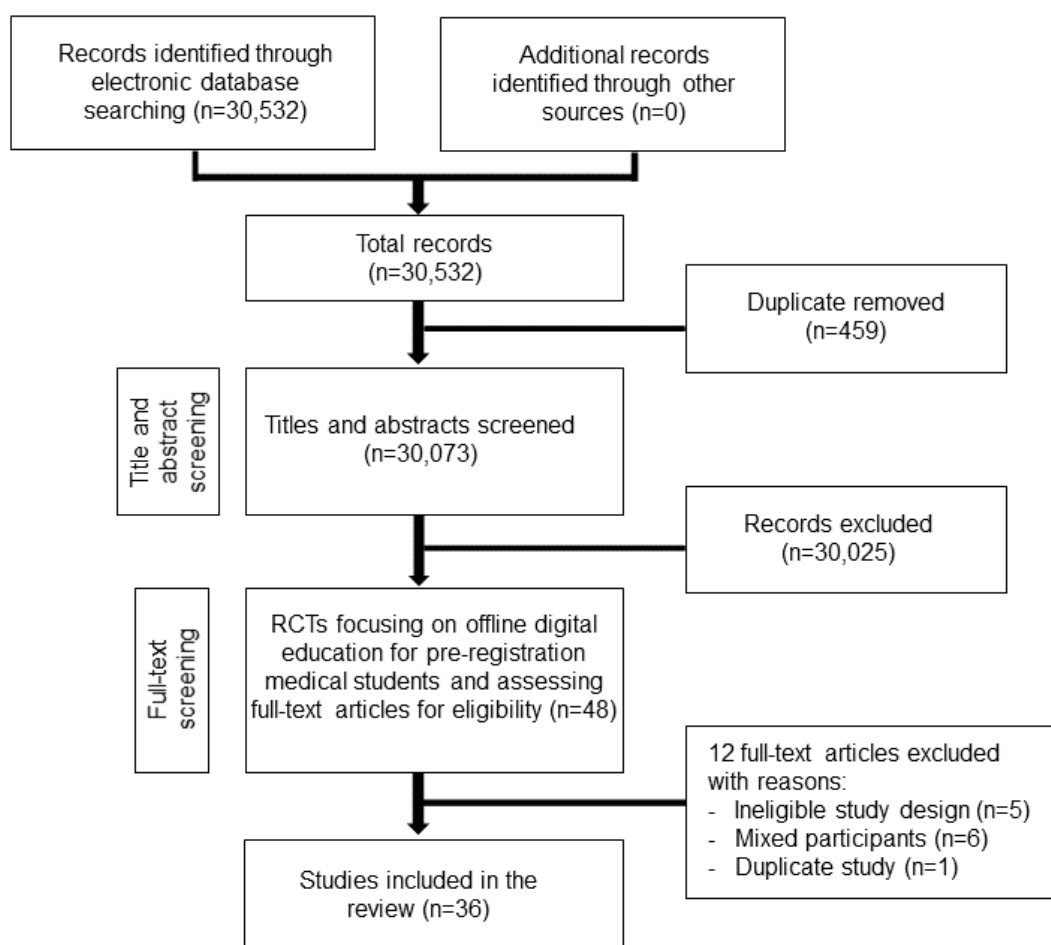 Records identified through
electronic database
searching (n=30,532)
Additional records
identified through other
sources (n=0)
Total records
(n=30,532)
Duplicate removed
(n=459)
Title and
abstract
screening
Titles and abstracts screened
(n=30,073)
Records excluded
(n=30,025)
Full-text
screening
RCTs focusing on offline digital
education for pre-registration
medical students and assessing
full-text articles for eligibility (n=48)
12 full-text articles excluded
with reasons:
- Ineligible study design (n=5)
- Mixed participants (n=6)
- Duplicate study (n=1)
Studies included in the
review (n=36)